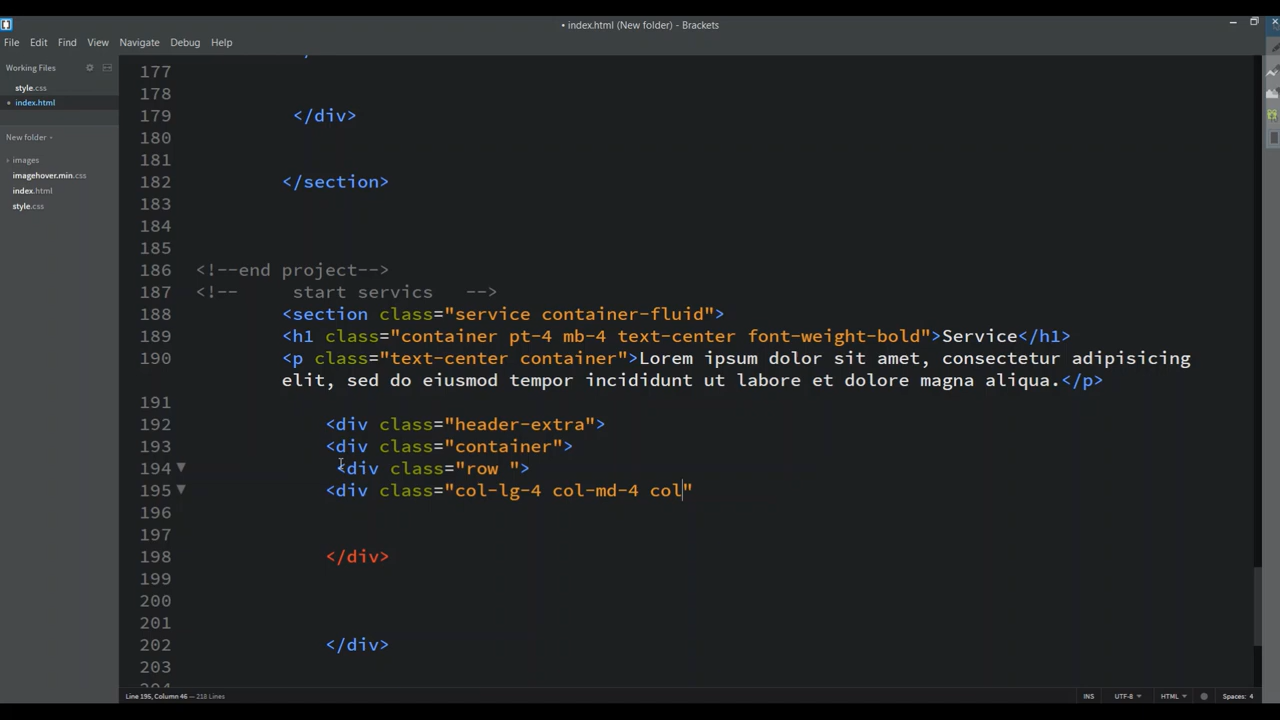 • index.html (New folder) - Brackets
File Edit Find View Navigate Debug Help
Working Files
style.css
• index.html
New folder
images
imagehover.min.css
index.html
style.css
177
178
179 </div>
180
181
182 </section>
183
184
185
186 <!--end project-->
187 <!-- start servics -->
188 <section class="service container-fluid">
189 <h1 class="container pt-4 mb-4 text-center font-weight-bold">Service</h1>
190 <p class="text-center container">Lorem ipsum dolor sit amet, consectetur adipisicing
elit, sed do eiusmod tempor incididunt ut labore et dolore magna aliqua.</p>
191
192 <div class="header-extra">
193 <div class="container">
194 <div class="row ">
195 <div class="col-lg-4 col-md-4 col"
196
197
198 </div>
199
200
201
202 </div>
203
Line 195, Column 46 — 218 Lines INS UTF-8 HTML Spaces: 4